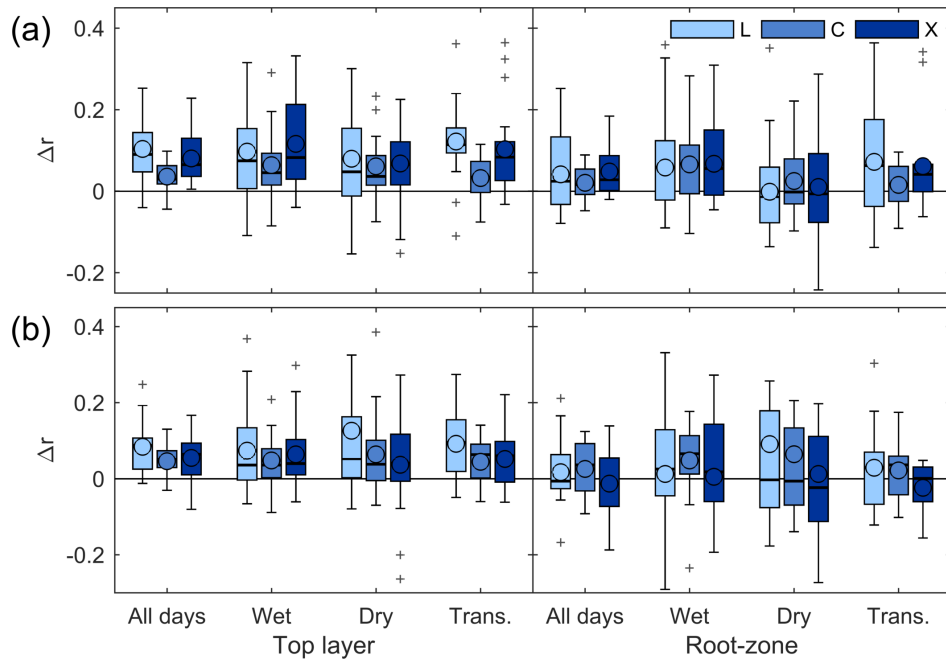 (a)
0.4
L C X
0.2
Δr
0
-0.2
(b)
0.4
0.2
Δr
0
-0.2
All days Wet Dry Trans. All days Wet Dry Trans.
Top layer Root-zone